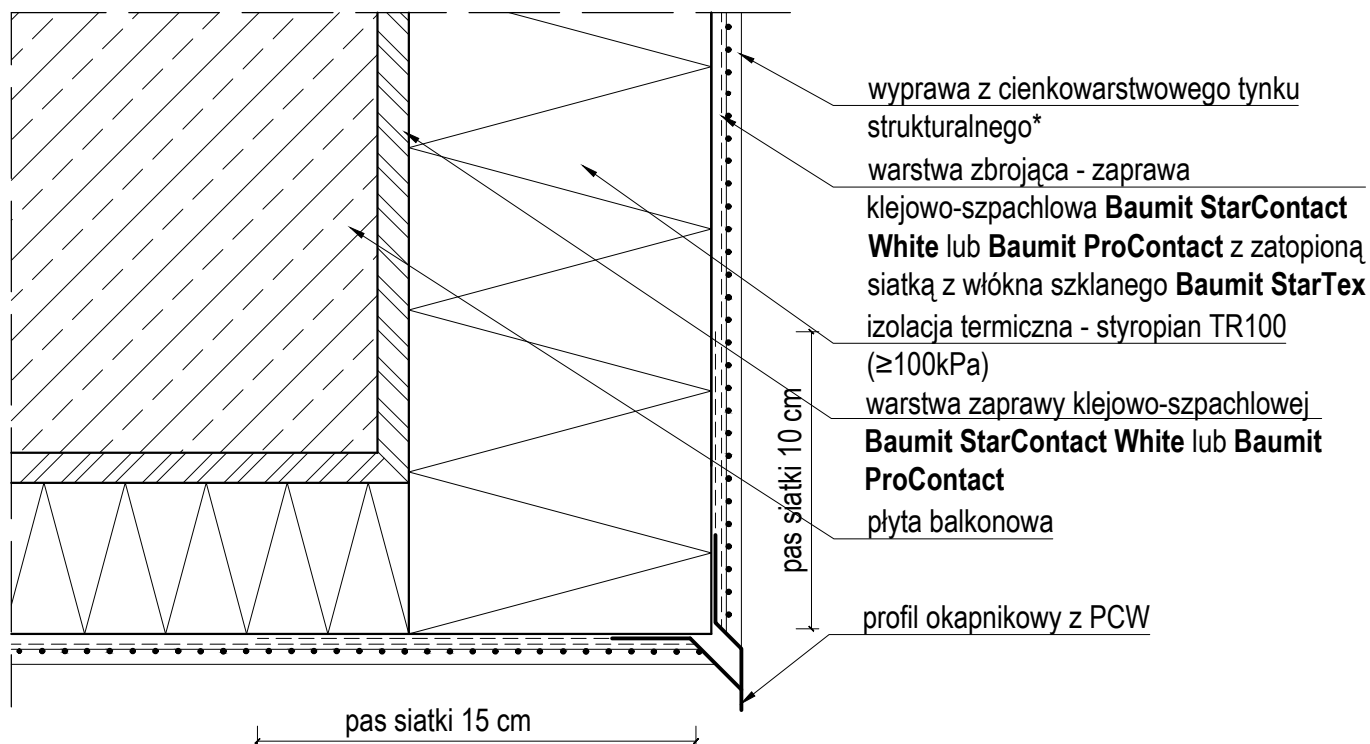 wyprawa z cienkowarstwowego tynku
strukturalnego*
warstwa zbrojąca - zaprawa
klejowo-szpachlowa Baumit StarContact
White lub Baumit ProContact z zatopioną
siatką z włókna szklanego Baumit StarTex
izolacja termiczna - styropian TR100
(≥100kPa)
warstwa zaprawy klejowo-szpachlowej
Baumit StarContact White lub Baumit
ProContact
płyta balkonowa
pas siatki 10 cm
profil okapnikowy z PCW
pas siatki 15 cm